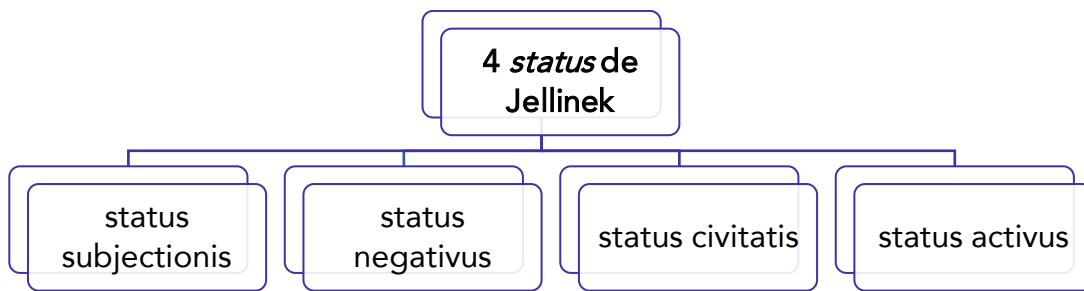 4 status de
Jellinek
status
subjectionis
status
negativus
status civitatis
status activus